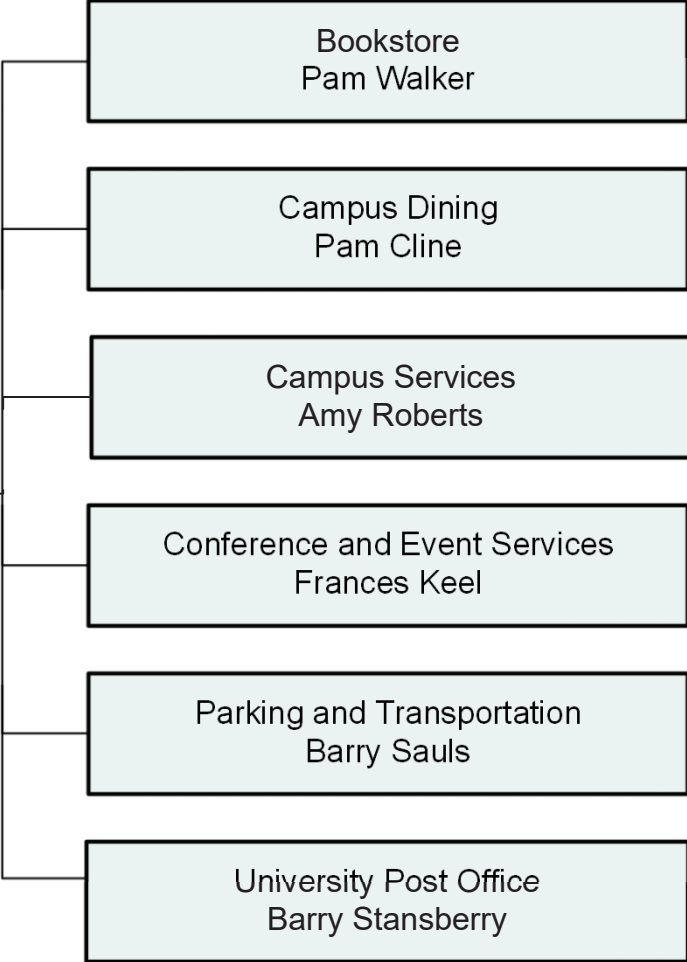 Bookstore
Pam Walker
Campus Dining
Pam Cline
Campus Services
Amy Roberts
Conference and Event Services
Frances Keel
Parking and Transportation
Barry Sauls
University Post Office
Barry Stansberry